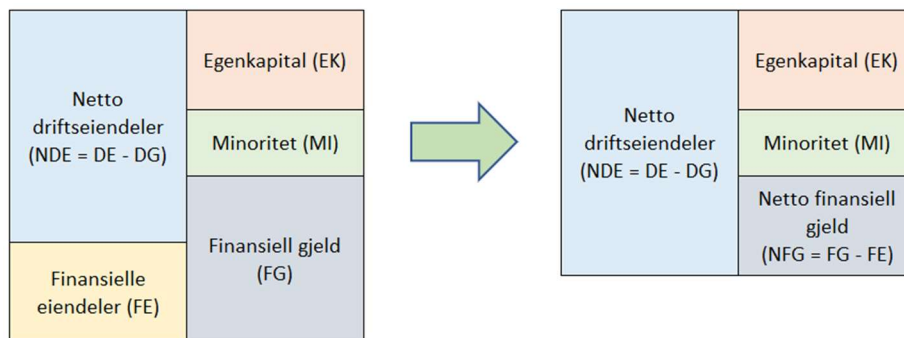 Netto
driftseiendeler
(NDE = DE - DG)
Finansielle
eiendeler (FE)
Egenkapital (EK)
Minoritet (MI)
Finansiell gjeld
(FG)
Netto
driftseiendeler
(NDE = DE - DG)
Egenkapital (EK)
Minoritet (MI)
Netto finansiell
gjeld
(NFG = FG - FE)